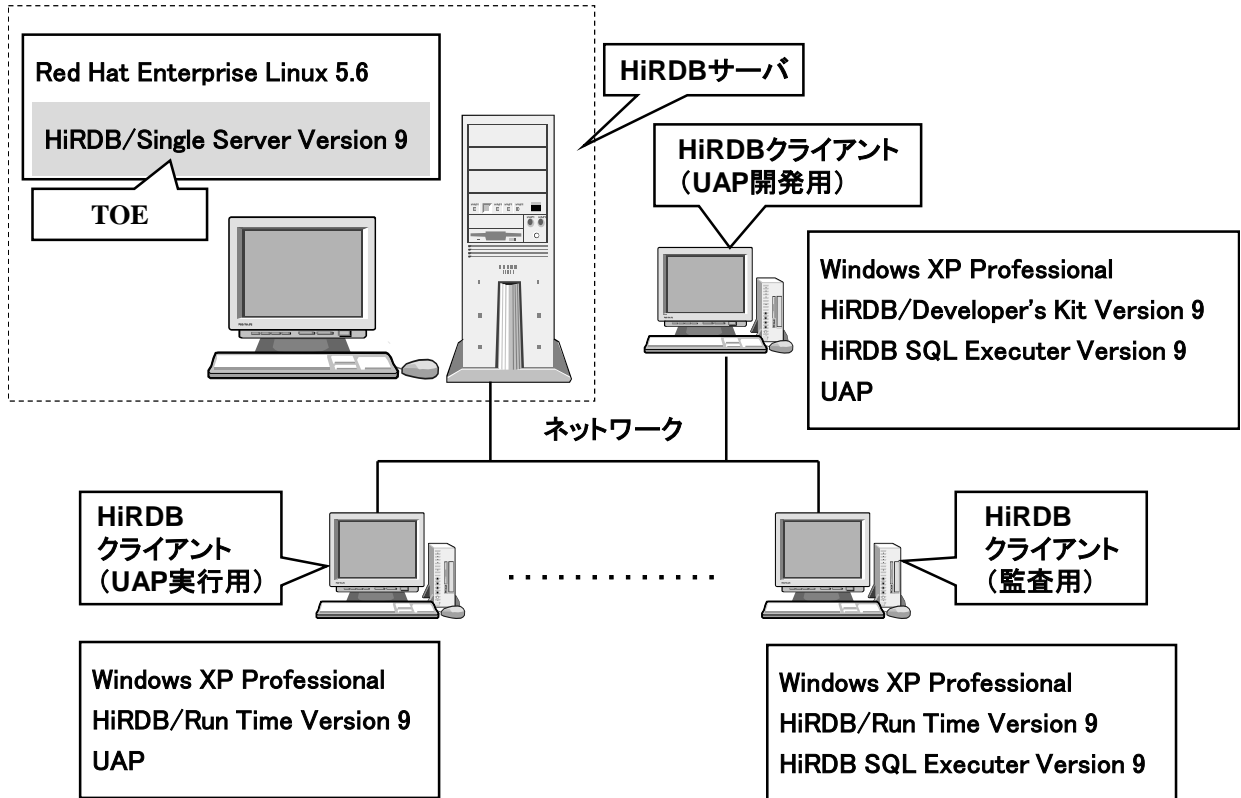 Red Hat Enterprise Linux 5.6
HiRDB/Single Server Version 9
TOE
HiRDBサーバ
HiRDBクライアント
（UAP開発用）
Windows XP Professional
HiRDB/Developer's Kit Version 9
HiRDB SQL Executer Version 9
UAP
ネットワーク
HiRDB
クライアント
（UAP実行用）
Windows XP Professional
HiRDB/Run Time Version 9
UAP
HiRDB
クライアント
（監査用）
Windows XP Professional
HiRDB/Run Time Version 9
HiRDB SQL Executer Version 9